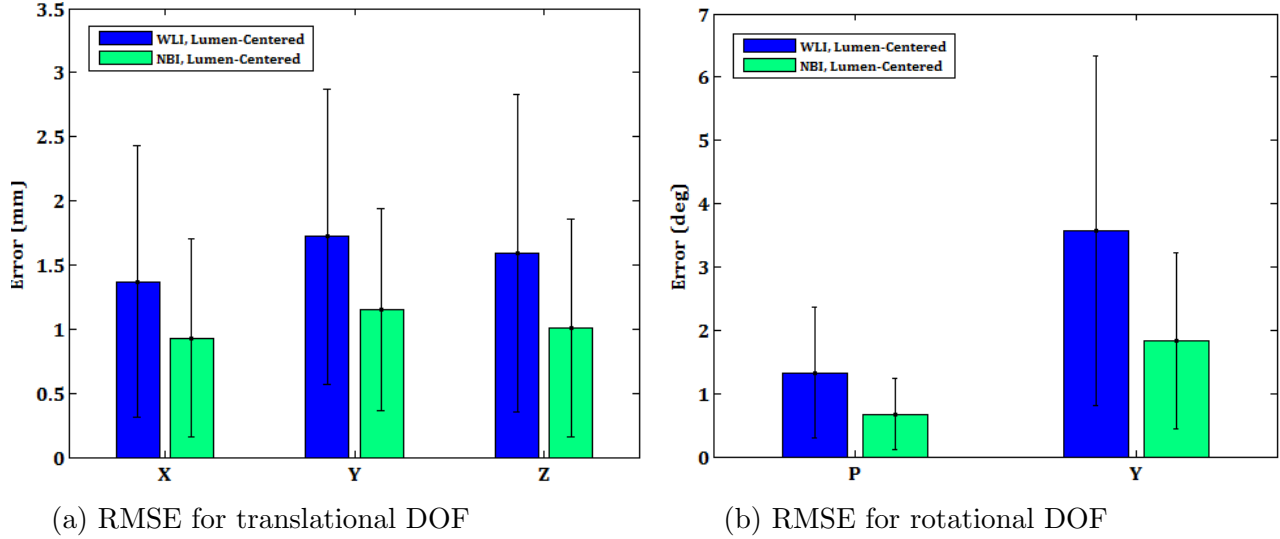 3.5
3
2.5
2
1.5
1
0.5
0
Error (mm)
WLI, Lumen-Centered
NBI, Lumen-Centered
X
Y
Z
(a) RMSE for translational DOF
7
6
5
4
3
2
1
0
Error (deg)
WLI, Lumen-Centered
NBI, Lumen-Centered
P
Y
(b) RMSE for rotational DOF